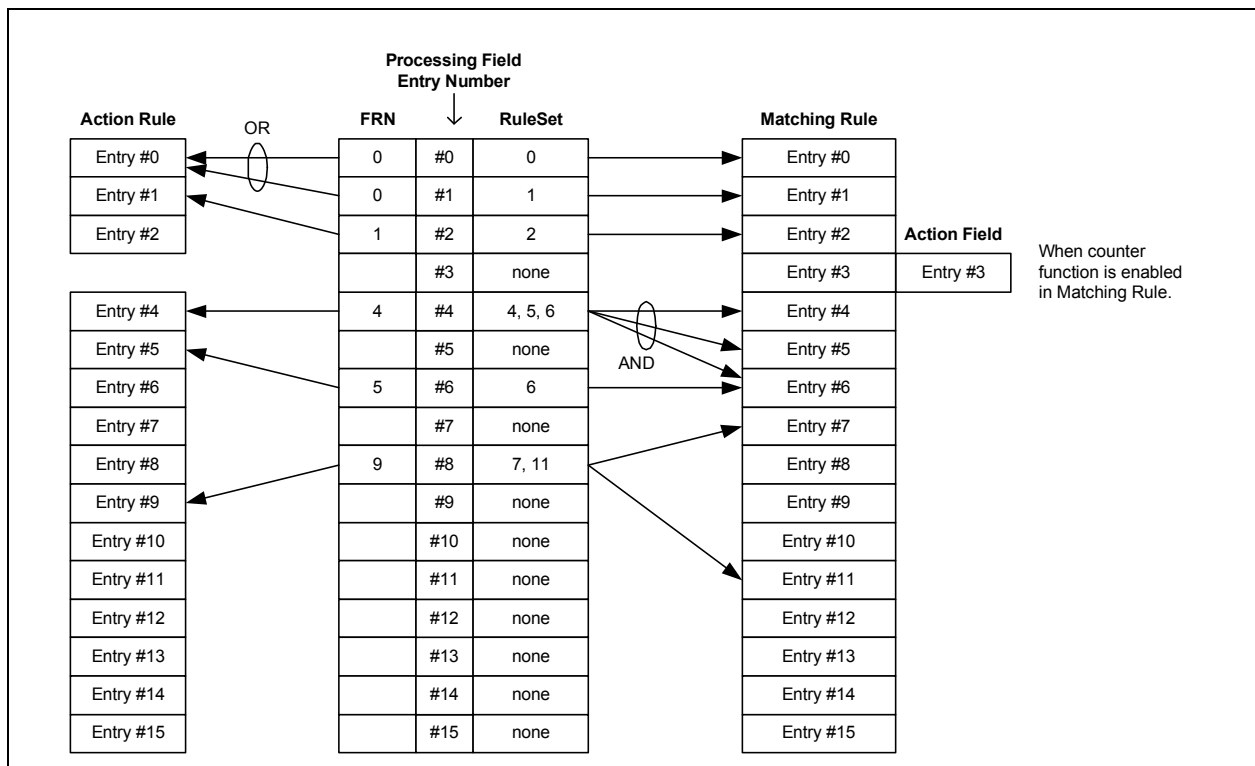 Processing Field
Entry Number
Action Rule OR FRN RuleSet Matching Rule
Entry #0 0 #0 0 Entry #0
Entry #1 0 #1 1 Entry #1
Entry #2 1 #2 2 Entry #2 Action Field
#3 none Entry #3 Entry #3
When counter
function is enabled
in Matching Rule.
Entry #4 4 #4 4, 5, 6 Entry #4
Entry #5 #5 none AND Entry #5
Entry #6 5 #6 6 Entry #6
Entry #7 #7 none Entry #7
Entry #8 9 #8 7, 11 Entry #8
Entry #9 #9 none Entry #9
Entry #10 #10 none Entry #10
Entry #11 #11 none Entry #11
Entry #12 #12 none Entry #12
Entry #13 #13 none Entry #13
Entry #14 #14 none Entry #14
Entry #15 #15 none Entry #15